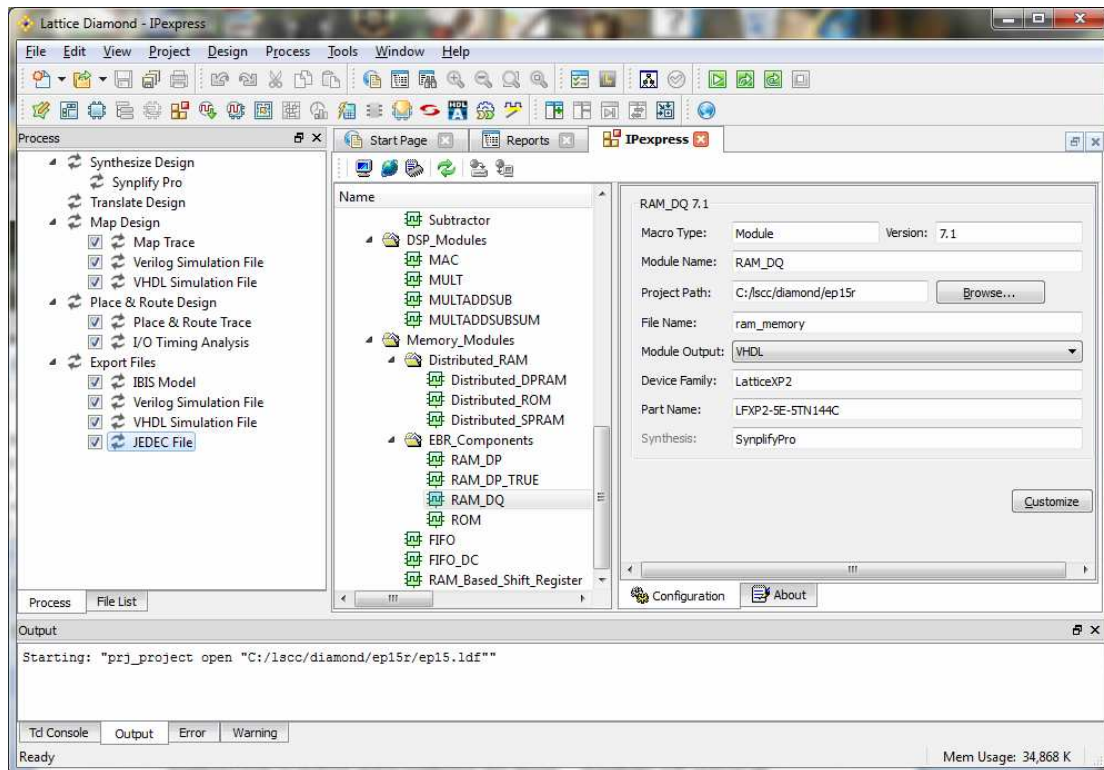 Lattice Diamond - IPexpress
File Edit View Project Design Process Tools Window Help
Process
Synthesize Design
Synplify Pro
Translate Design
Map Design
Map Trace
Verilog Simulation File
VHDL Simulation File
Place & Route Design
Place & Route Trace
I/O Timing Analysis
Export Files
IBIS Model
Verilog Simulation File
VHDL Simulation File
JEDEC File
Process File List
Start Page Reports IPexpress
Name
Subtractor
DSP_Modules
MAC
MULT
MULTADDSUB
MULTADDSUBSUM
Memory_Modules
Distributed_RAM
Distributed_DPRAM
Distributed_ROM
Distributed_SPRAM
EBR_Components
RAM_DP
RAM_DP_TRUE
RAM_DQ
ROM
FIFO
FIFO_DC
RAM_Based_Shift_Register
RAM_DQ 7.1
Macro Type: Module Version: 7.1
Module Name: RAM_DQ
Project Path: C:/lscc/diamond/ep15r Browse...
File Name: ram_memory
Module Output: VHDL
Device Family: LatticeXP2
Part Name: LFXP2-5E-5TN144C
Synthesis: SynplifyPro
Customize
Configuration About
Output
Starting: "prj_project open "C:/lscc/diamond/ep15r/ep15.ldf""
Tcl Console Output Error Warning
Ready Mem Usage: 34,868 K